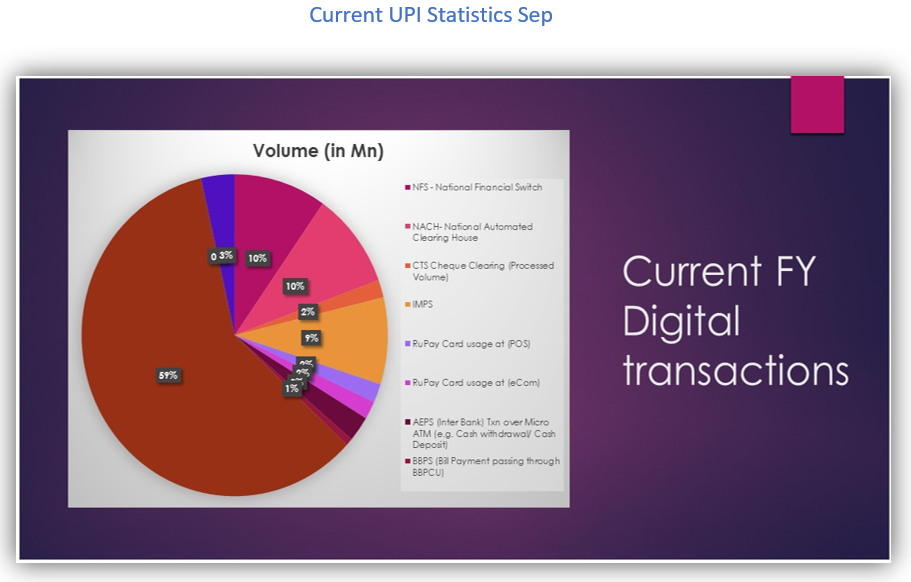 Current UPI Statistics Sep
Volume (in Mn)
NFS - National Financial Switch
NACH- National Automated
Clearing House
CTS Cheque Clearing (Processed
Volume)
IMPS
RuPay Card usage at (POS)
RuPay Card usage at (eCom)
AEPS (Inter Bank) Txn over Micro
ATM (e.g. Cash withdrawal/ Cash
Deposit)
BBPS (Bill Payment passing through
BBPCU)
0
3%
10%
10%
2%
9%
2%
1%
59%
Current FY
Digital
transactions